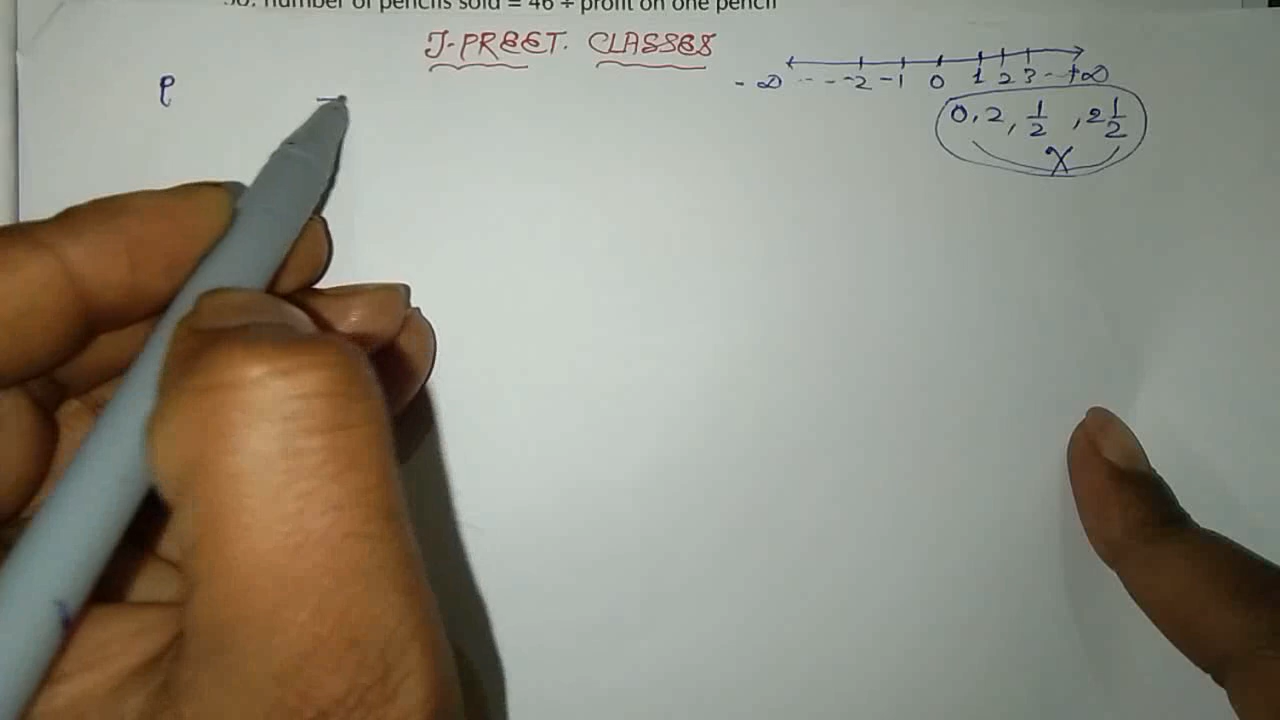 So, number of pencils sold = 46 ÷ profit on one pencil
J-PREET. CLASSES
P
-∞ ----2 -1 0 1 2 3 --+∞
0, 2, 1/2, 2 1/2
X